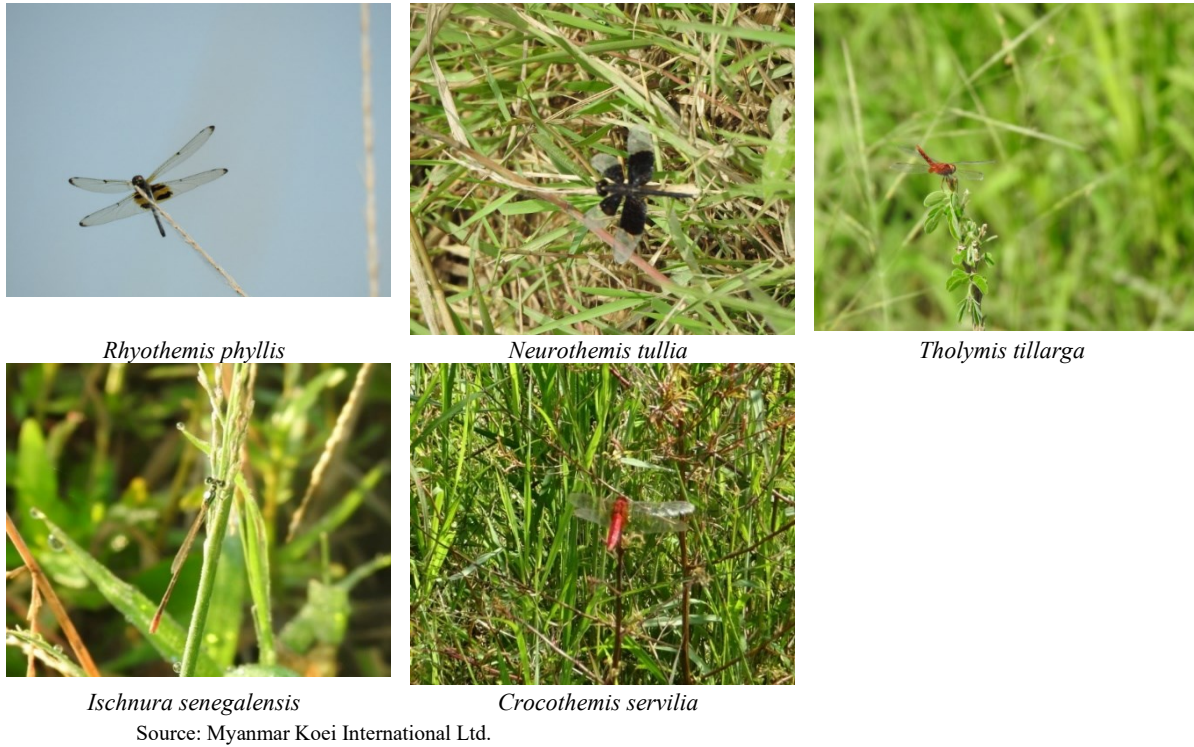 Rhyothemis phyllis
Neurothemis tullia
Tholymis tillarga
Ischnura senegalensis
Crocothemis servilia
Source: Myanmar Koei International Ltd.